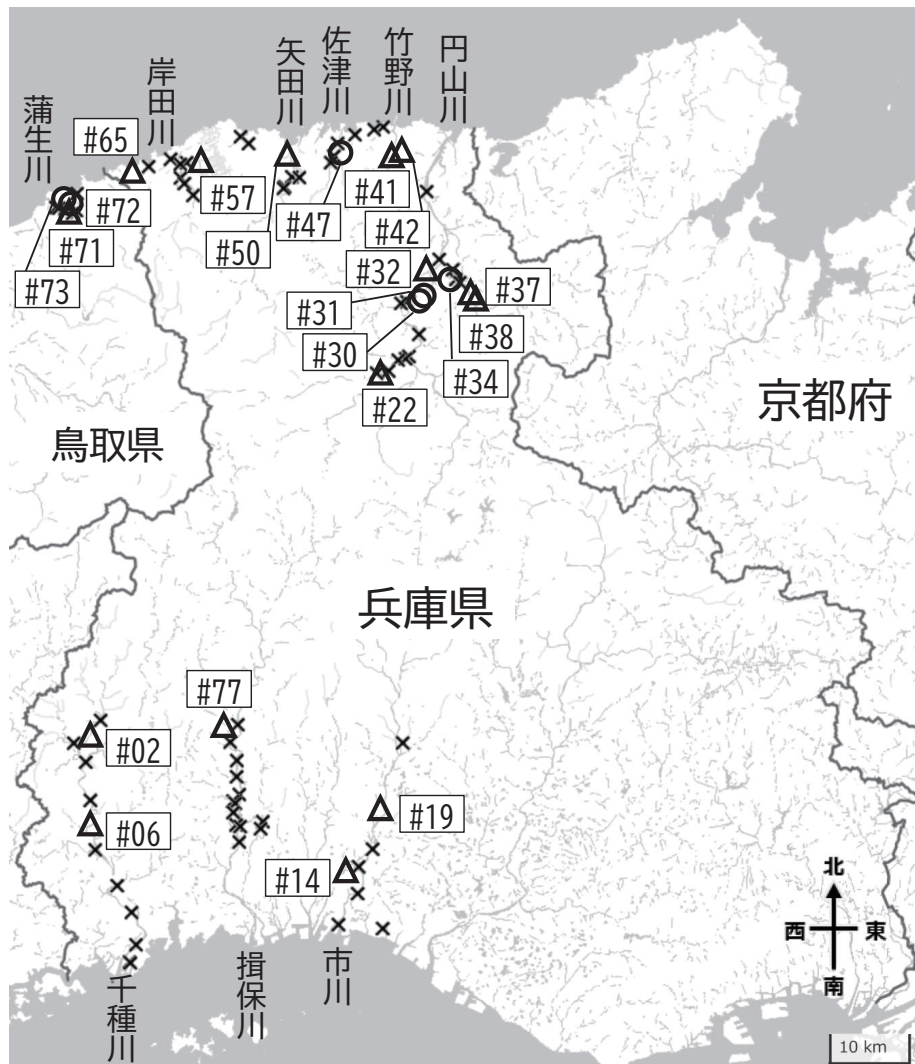 蒲生川
岸田川
矢田川
佐津川
竹野川
円山川
#65
#72
#71
#73
#57
#50
#47
#41
#42
#32
#31
#30
#37
#38
#34
#22
鳥取県
京都府
兵庫県
#77
#02
#06
#19
#14
北
西
東
南
千種川
揖保川
市川
10 km